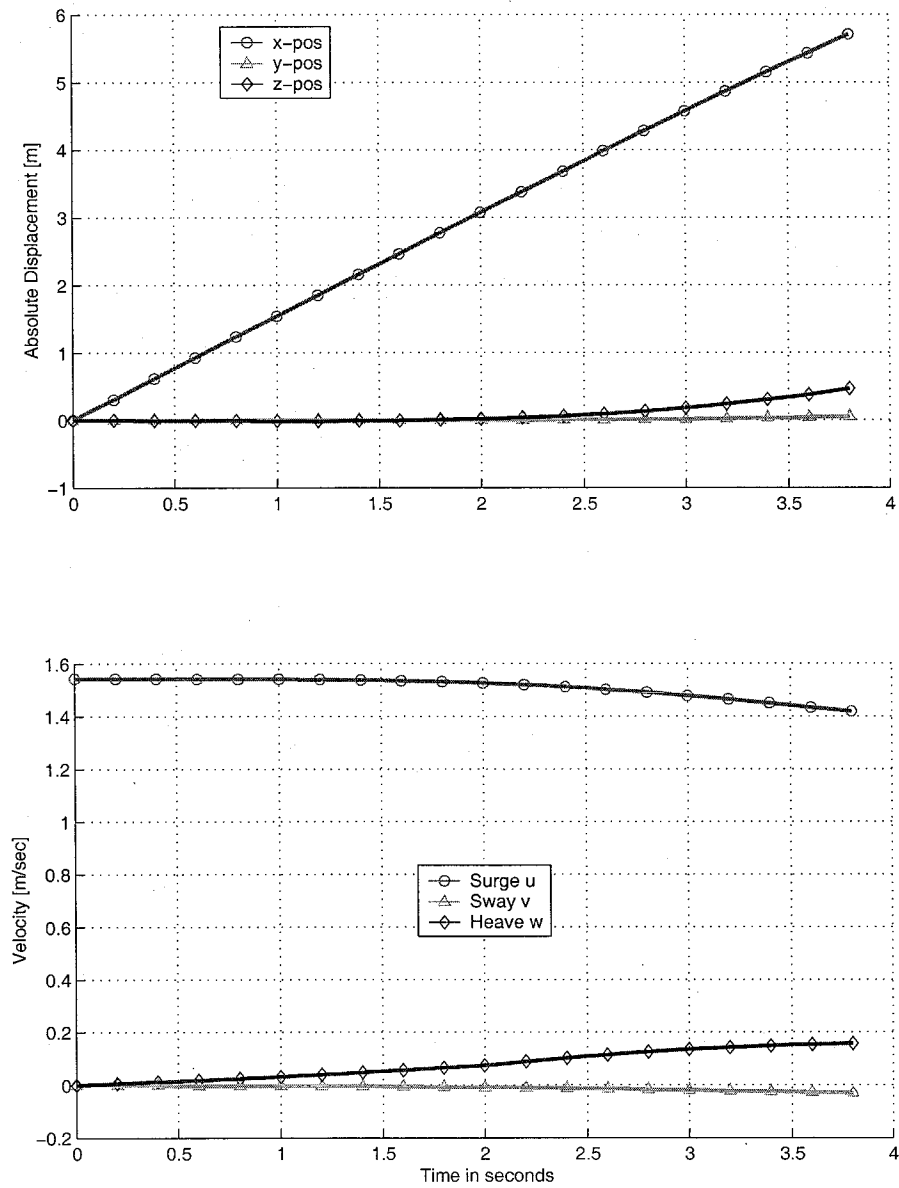 6
x-pos
y-pos
z-pos
5
4
3
2
1
0
−1
Absolute Displacement [m]
0 0.5 1 1.5 2 2.5 3 3.5 4
1.6
1.4
1.2
1
0.8
0.6
0.4
0.2
0
−0.2
Velocity [m/sec]
Surge u
Sway v
Heave w
0 0.5 1 1.5 2 2.5 3 3.5 4
Time in seconds